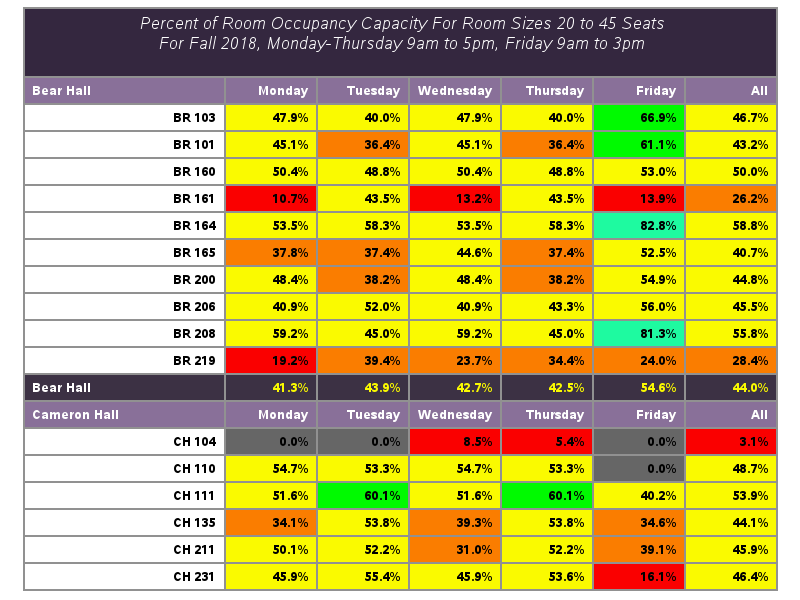 Percent of Room Occupancy Capacity For Room Sizes 20 to 45 Seats
For Fall 2018, Monday-Thursday 9am to 5pm, Friday 9am to 3pm
Bear Hall Monday Tuesday Wednesday Thursday Friday All
BR 103 47.9% 40.0% 47.9% 40.0% 66.9% 46.7%
BR 101 45.1% 36.4% 45.1% 36.4% 61.1% 43.2%
BR 160 50.4% 48.8% 50.4% 48.8% 53.0% 50.0%
BR 161 10.7% 43.5% 13.2% 43.5% 13.9% 26.2%
BR 164 53.5% 58.3% 53.5% 58.3% 82.8% 58.8%
BR 165 37.8% 37.4% 44.6% 37.4% 52.5% 40.7%
BR 200 48.4% 38.2% 48.4% 38.2% 54.9% 44.8%
BR 206 40.9% 52.0% 40.9% 43.3% 56.0% 45.5%
BR 208 59.2% 45.0% 59.2% 45.0% 81.3% 55.8%
BR 219 19.2% 39.4% 23.7% 34.4% 24.0% 28.4%
Bear Hall 41.3% 43.9% 42.7% 42.5% 54.6% 44.0%
Cameron Hall Monday Tuesday Wednesday Thursday Friday All
CH 104 0.0% 0.0% 8.5% 5.4% 0.0% 3.1%
CH 110 54.7% 53.3% 54.7% 53.3% 0.0% 48.7%
CH 111 51.6% 60.1% 51.6% 60.1% 40.2% 53.9%
CH 135 34.1% 53.8% 39.3% 53.8% 34.6% 44.1%
CH 211 50.1% 52.2% 31.0% 52.2% 39.1% 45.9%
CH 231 45.9% 55.4% 45.9% 53.6% 16.1% 46.4%